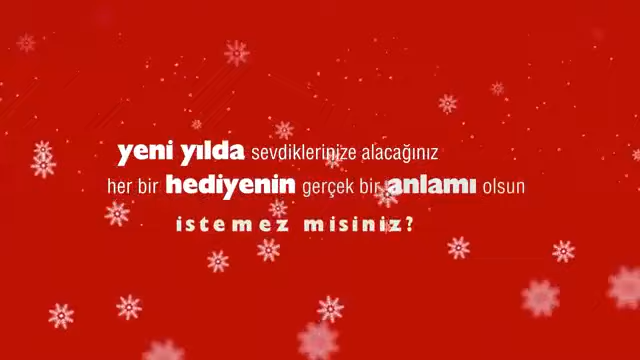 yeni yılda sevdiklerinize alacağınız
her bir hediyenin gerçek bir anlamı olsun
istemez misiniz?